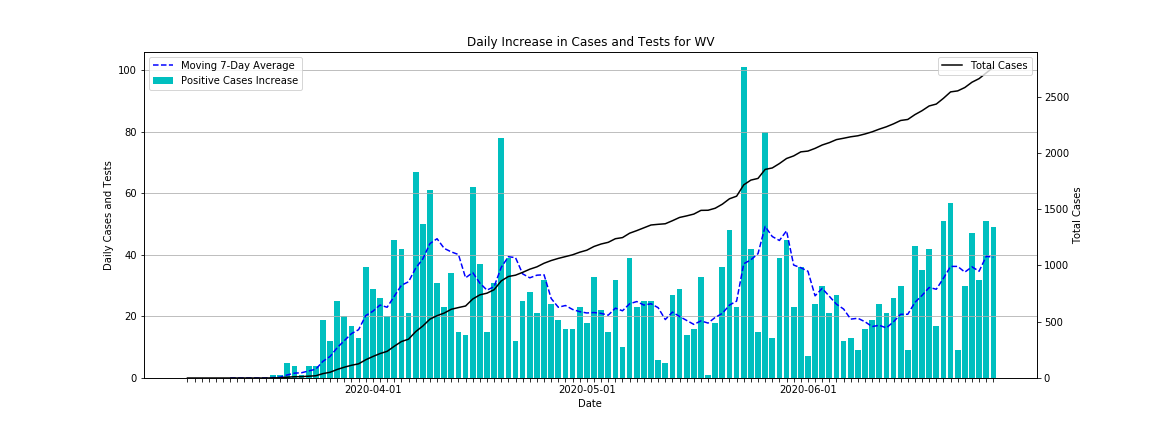 Daily Increase in Cases and Tests for WV
Moving 7-Day Average
Positive Cases Increase
Total Cases
100
80
60
40
20
0
Daily Cases and Tests
2500
2000
1500
1000
500
0
Total Cases
2020-04-01
2020-05-01
2020-06-01
Date